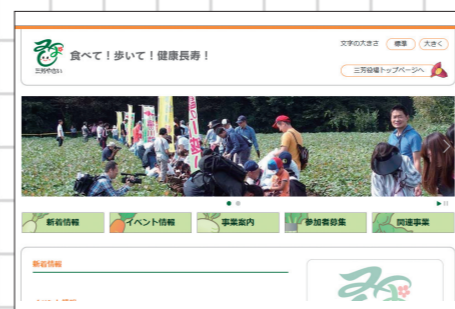 食べて！歩いて！健康長寿！
三芳やさい
文字の大きさ 標準 大きく
三芳役場トップページへ
新着情報
イベント情報
事業案内
参加者募集
関連事業
新着情報